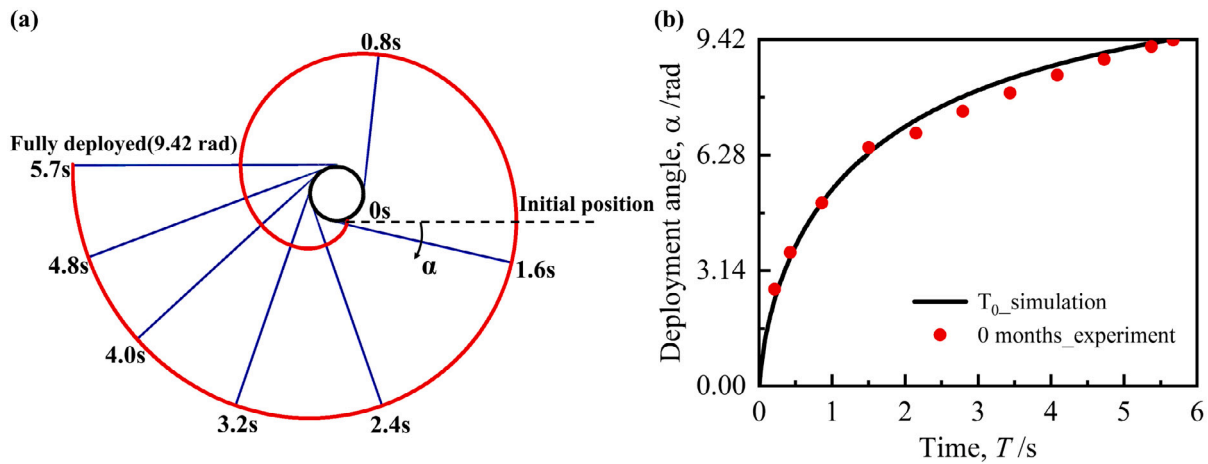 (a)
0.8s
Fully deployed(9.42 rad)
5.7s
Initial position
0s
α
1.6s
4.8s
4.0s
3.2s
2.4s
(b)
Deployment angle, α /rad
9.42
6.28
3.14
0.00
T₀_simulation
0 months_experiment
0 1 2 3 4 5 6
Time, T /s